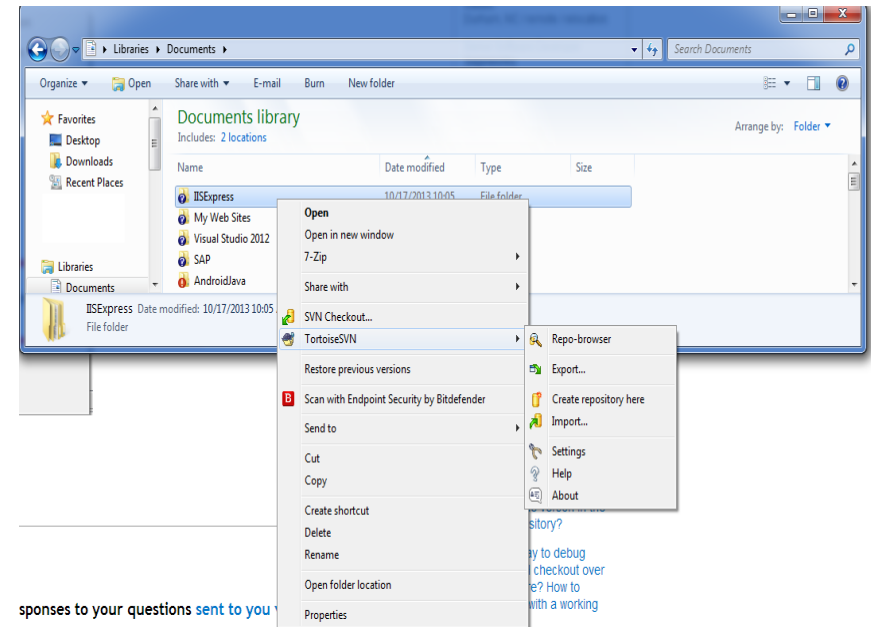 Libraries Documents
Search Documents
Organize Open Share with E-mail Burn New folder
Favorites
Desktop
Downloads
Recent Places
Libraries
Documents
Documents library
Includes: 2 locations
Arrange by: Folder
Name Date modified Type Size
IISExpress 10/17/2013 10:05 File folder
My Web Sites
Visual Studio 2012
SAP
AndroidJava
IISExpress Date modified: 10/17/2013 10:05
File folder
Open
Open in new window
7-Zip
Share with
SVN Checkout...
TortoiseSVN
Restore previous versions
Scan with Endpoint Security by Bitdefender
Send to
Cut
Copy
Create shortcut
Delete
Rename
Open folder location
Properties
Repo-browser
Export...
Create repository here
Import...
Settings
Help
About
sitory?
ay to debug
checkout over
re? How to
with a working
sponses to your questions sent to you